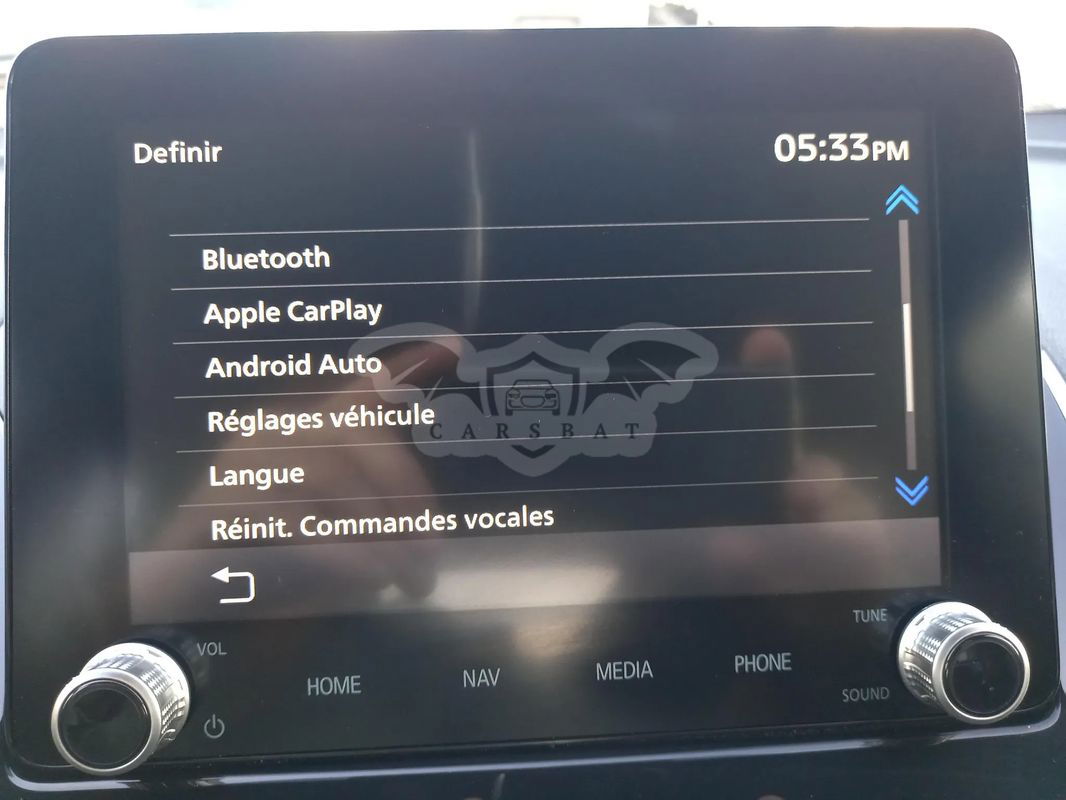 Definir
05:33PM
Bluetooth
Apple CarPlay
Android Auto
Réglages véhicule
CARSBAT
Langue
Réinit. Commandes vocales
VOL
HOME
NAV
MEDIA
PHONE
TUNE
SOUND